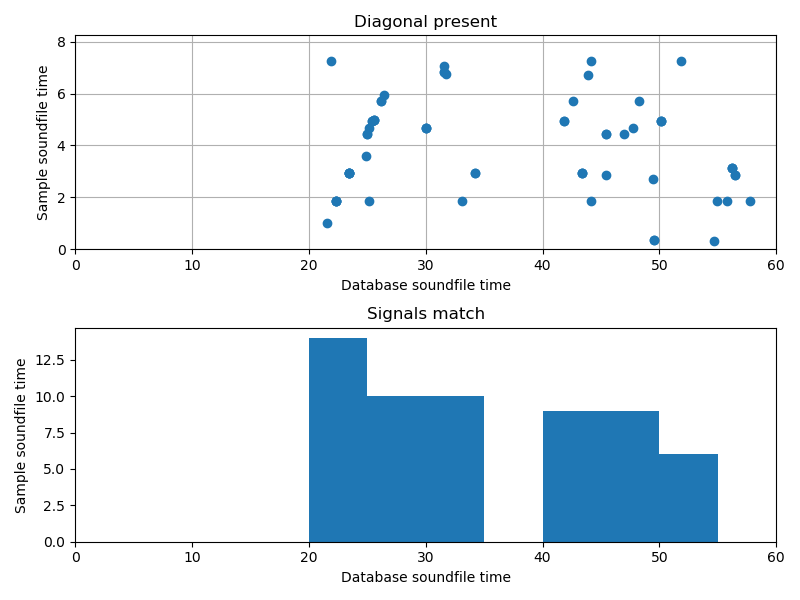 Diagonal present
8
6
4
2
0
Sample soundfile time
0 10 20 30 40 50 60
Database soundfile time
Signals match
12.5
10.0
7.5
5.0
2.5
0.0
Sample soundfile time
0 10 20 30 40 50 60
Database soundfile time